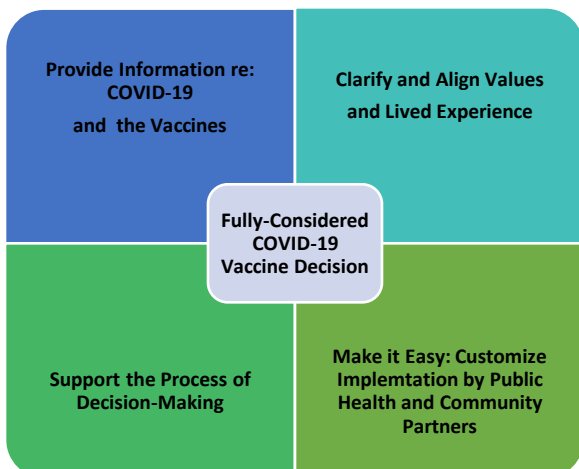 Provide Information re:
COVID-19
and the Vaccines
Clarify and Align Values
and Lived Experience
Fully-Considered
COVID-19
Vaccine Decision
Support the Process of
Decision-Making
Make it Easy: Customize
Implemtation by Public
Health and Community
Partners